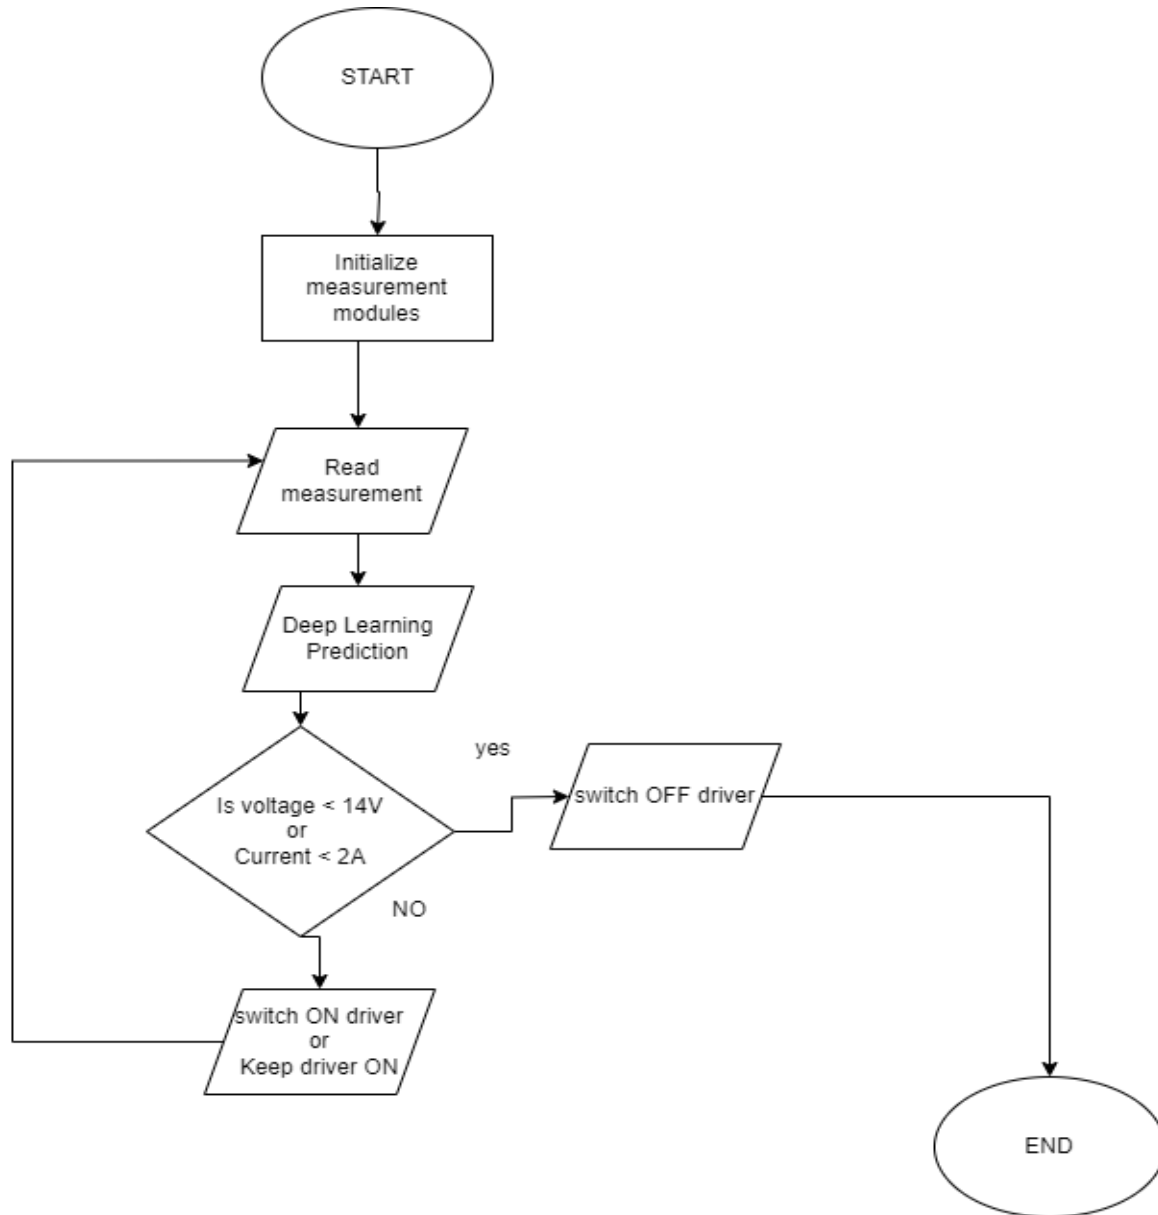 START
Initialize
measurement
modules
Read
measurement
Deep Learning
Prediction
Is voltage < 14V
or
Current < 2A
yes
switch OFF driver
NO
switch ON driver
or
Keep driver ON
END